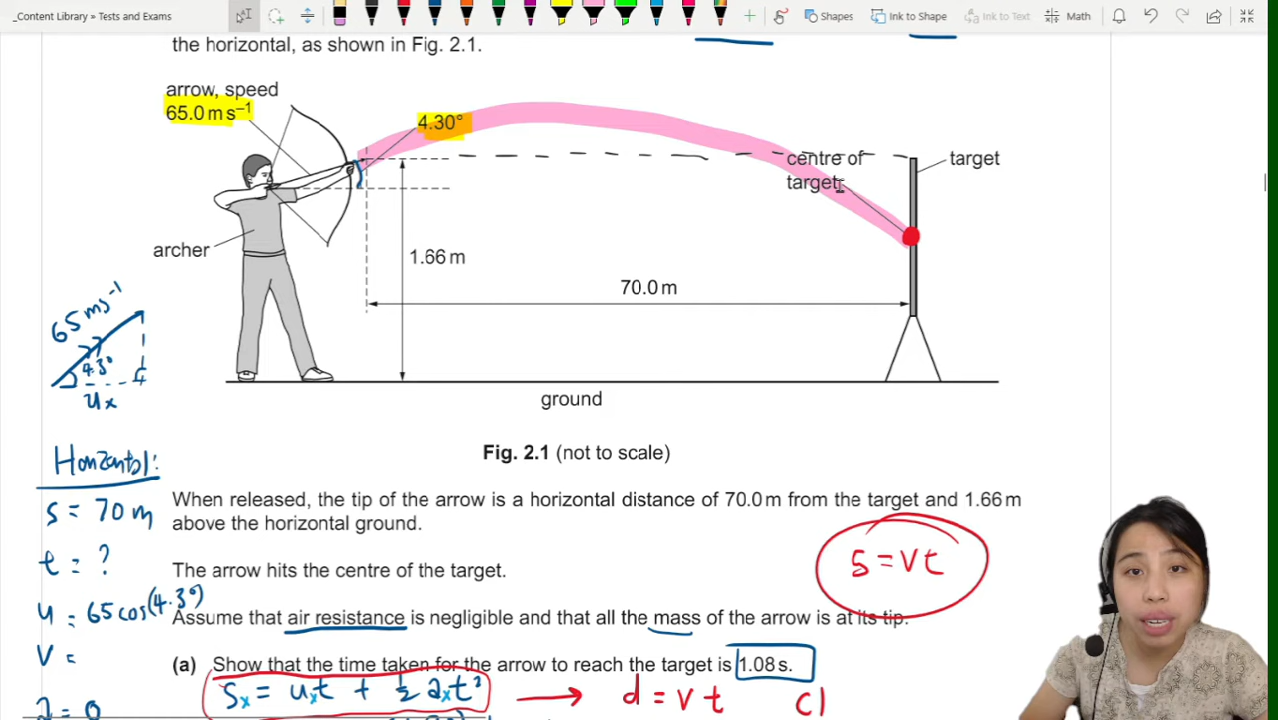 _Content Library » Tests and Exams
Shapes
Ink to Shape
Ink to Text
Math
the horizontal, as shown in Fig. 2.1.
arrow, speed
65.0 m s⁻¹
4.30°
centre of
target
target
archer
1.66 m
70.0 m
65 ms⁻¹
4.3°
ux
ground
Fig. 2.1 (not to scale)
Horizontal:
s = 70 m
t = ?
u = 65 cos(4.3°)
v =
a = 0
When released, the tip of the arrow is a horizontal distance of 70.0 m from the target and 1.66 m
above the horizontal ground.
s = vt
The arrow hits the centre of the target.
Assume that air resistance is negligible and that all the mass of the arrow is at its tip.
(a) Show that the time taken for the arrow to reach the target is 1.08 s.
Sx = uxt + ½ axt² → d = vt